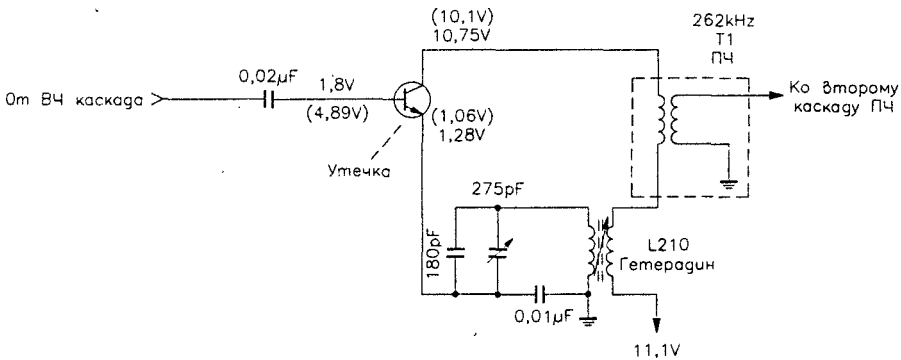 (10,1V)
10,75V
262kHz
T1
ПЧ
От ВЧ каскада
0,02µF
1,8V
(4,89V)
(1,06V)
1,28V
Утечка
Ко второму
каскаду ПЧ
275pF
180pF
0,01µF
L210
Гетерадин
11,1V